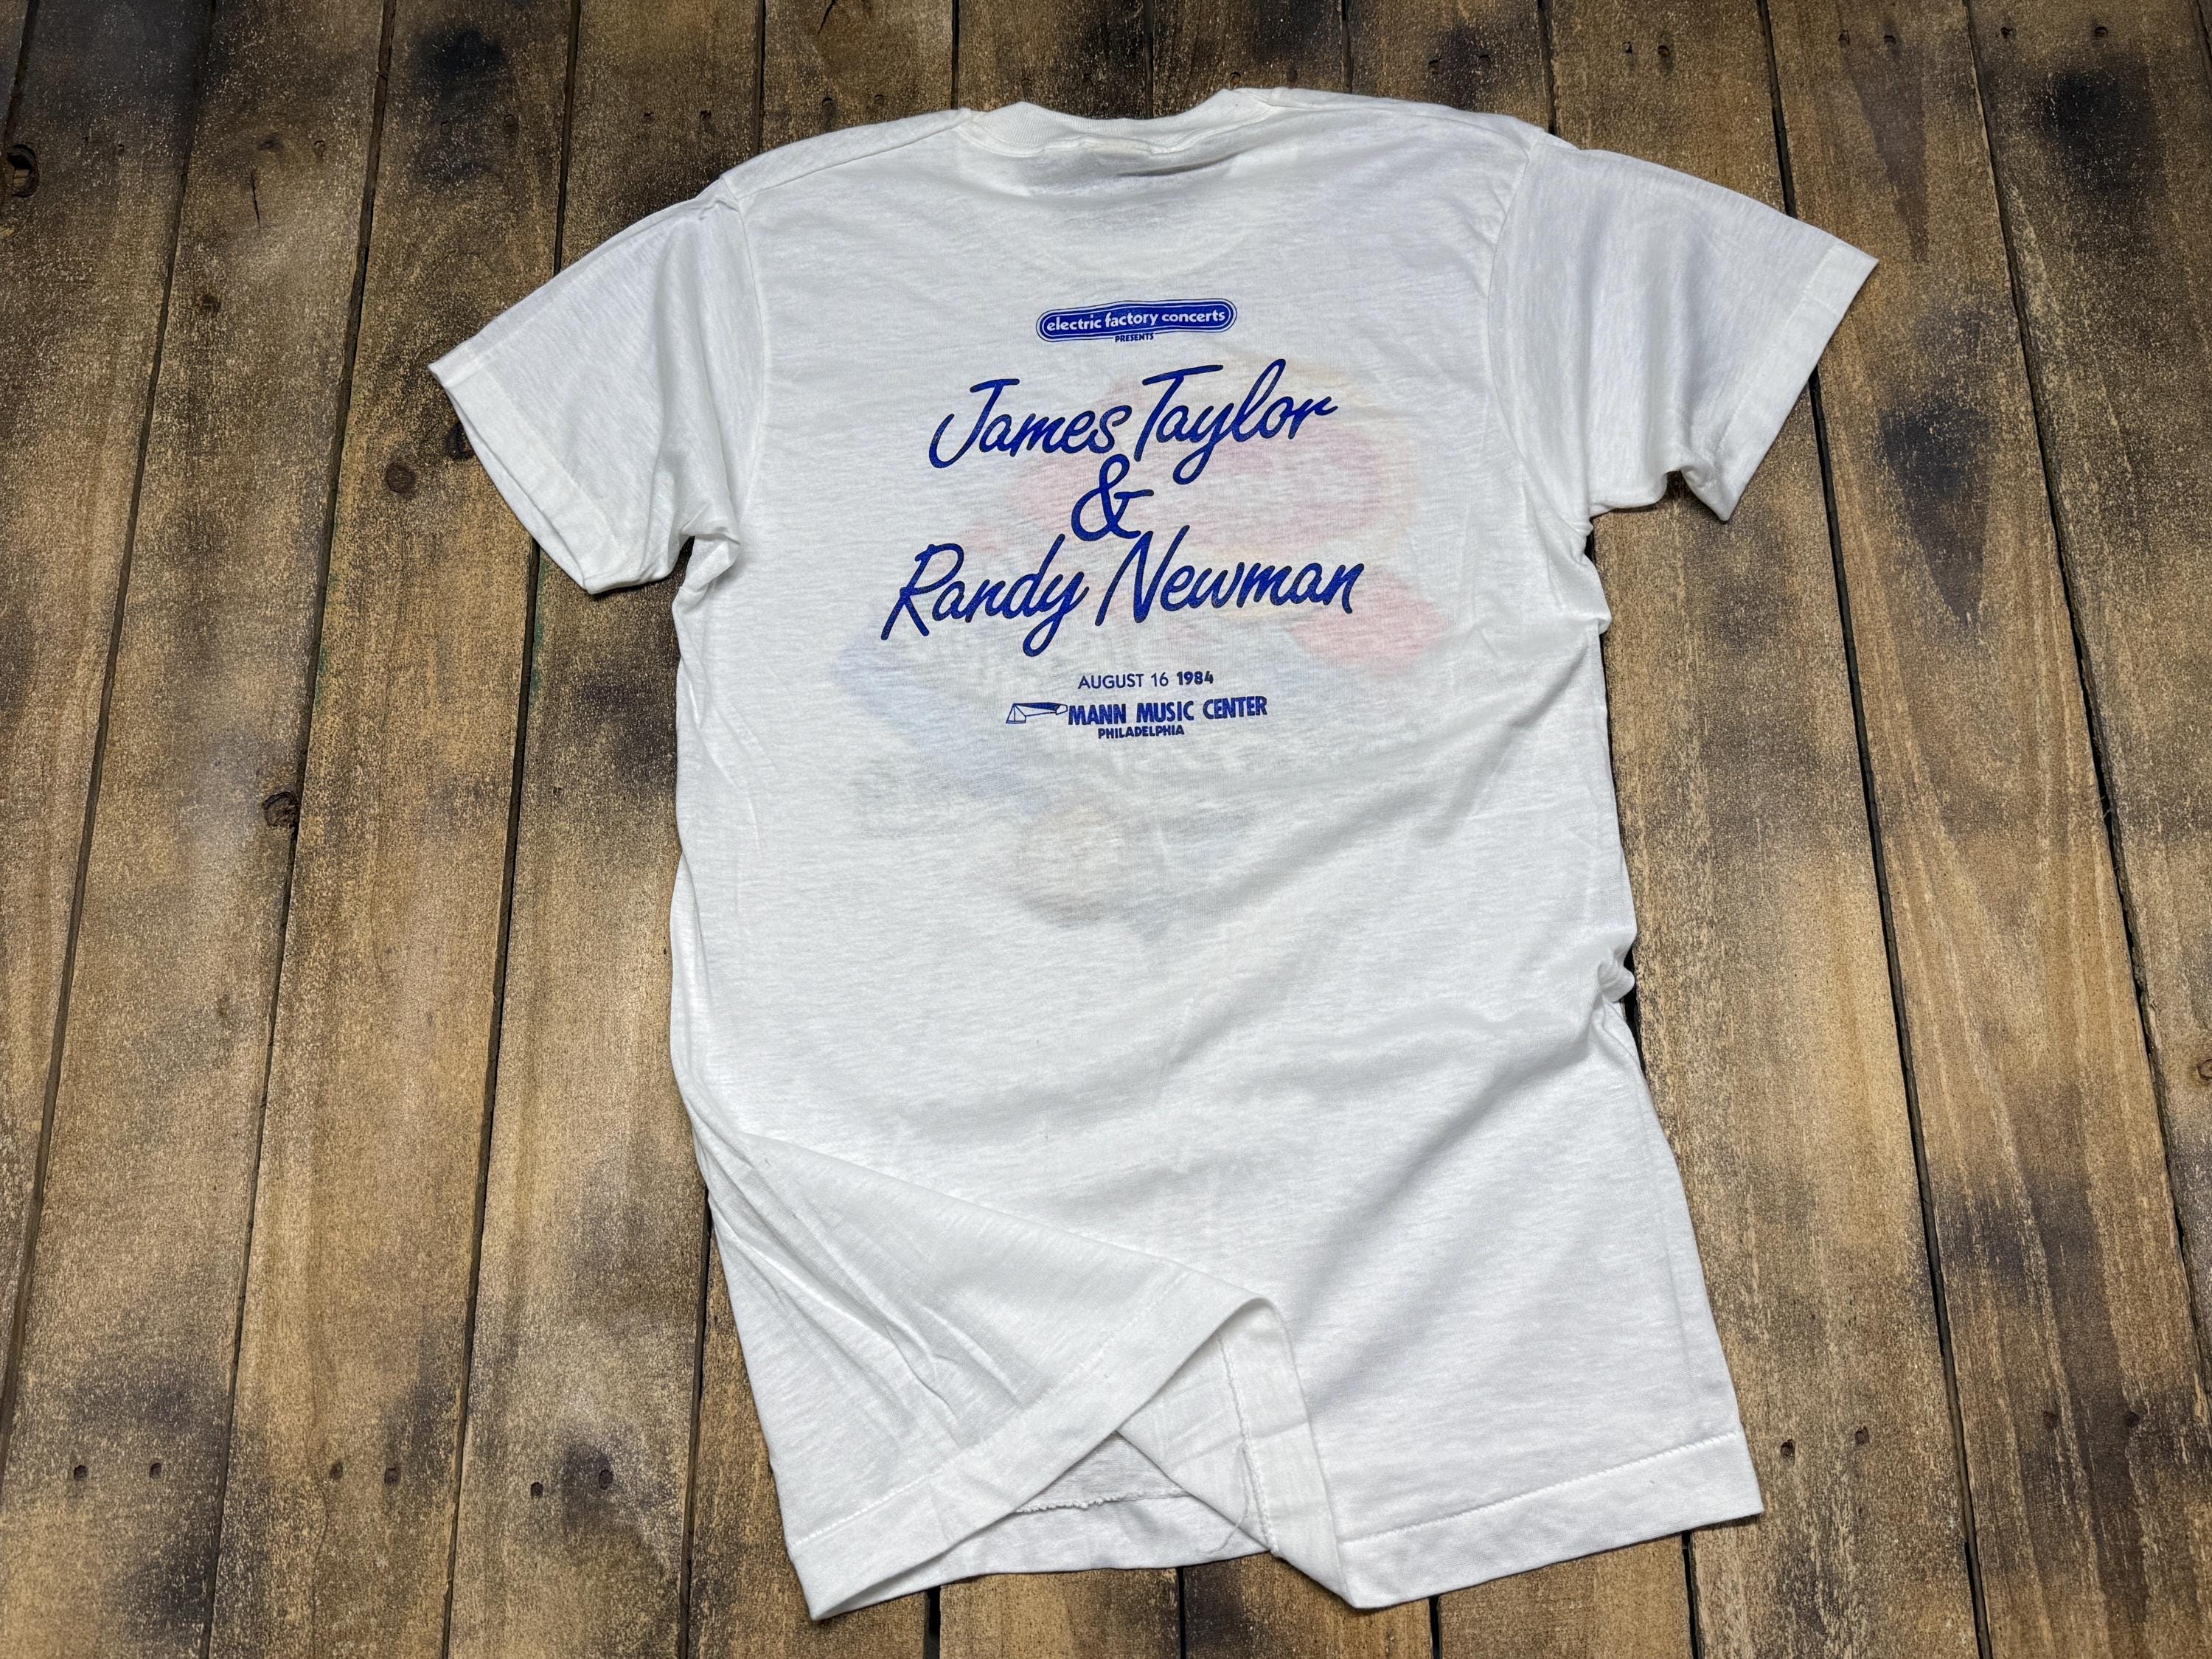 electric factory concerts
PRESENTS
James Taylor
&
Randy Newman
AUGUST 16 1984
MANN MUSIC CENTER
PHILADELPHIA